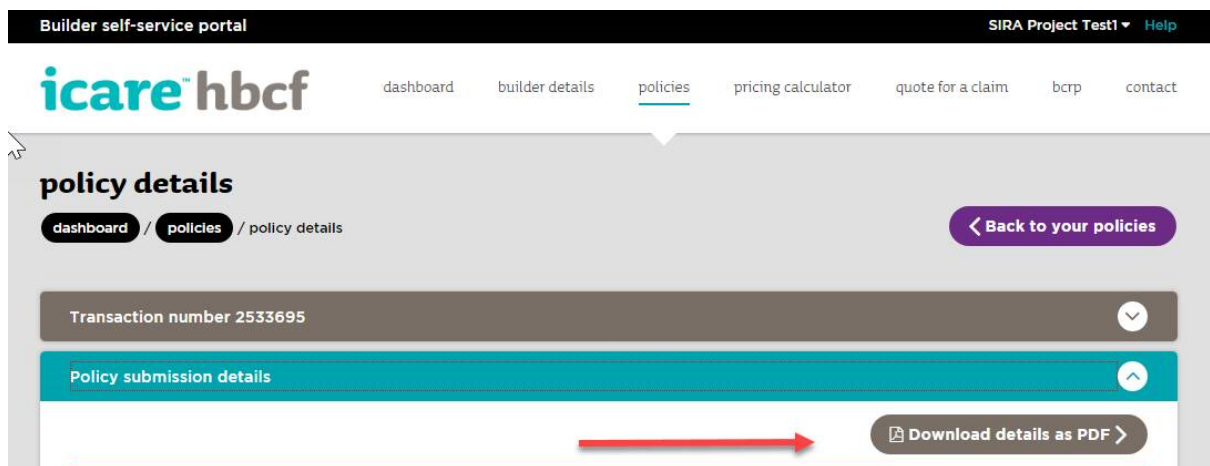 Builder self-service portal SIRA Project Test1 Help
icare™ hbcf dashboard builder details policies pricing calculator quote for a claim bcrp contact
policy details
dashboard / policies / policy details Back to your policies
Transaction number 2533695
Policy submission details
Download details as PDF